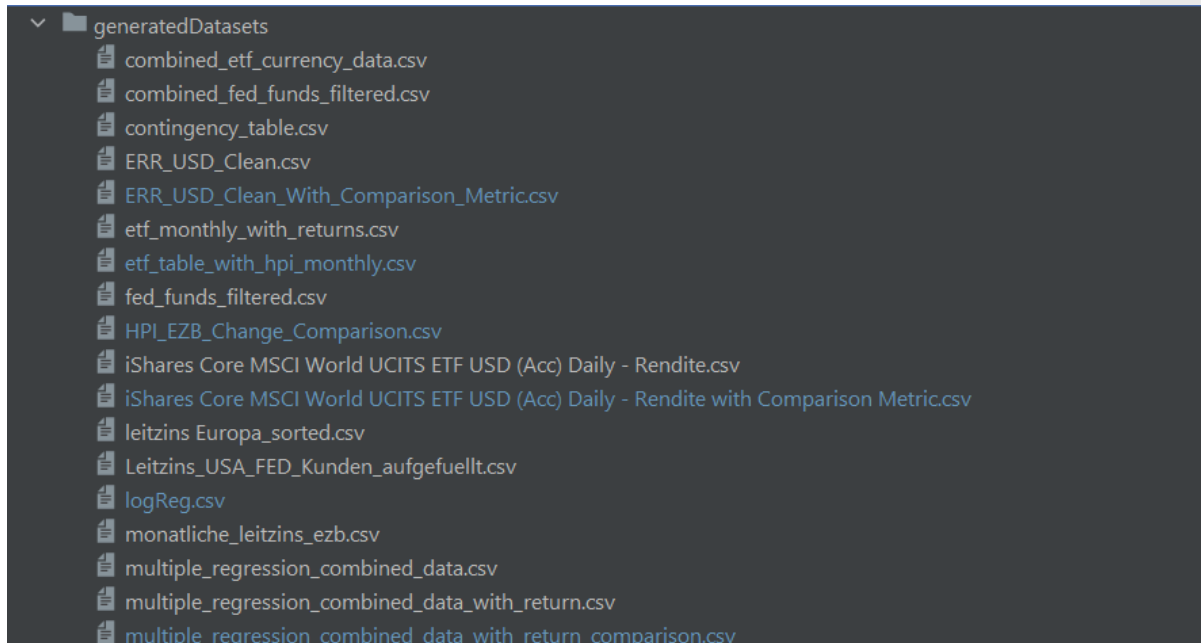 generatedDatasets
combined_etf_currency_data.csv
combined_fed_funds_filtered.csv
contingency_table.csv
ERR_USD_Clean.csv
ERR_USD_Clean_With_Comparison_Metric.csv
etf_monthly_with_returns.csv
etf_table_with_hpi_monthly.csv
fed_funds_filtered.csv
HPI_EZB_Change_Comparison.csv
iShares Core MSCI World UCITS ETF USD (Acc) Daily - Rendite.csv
iShares Core MSCI World UCITS ETF USD (Acc) Daily - Rendite with Comparison Metric.csv
leitzins Europa_sorted.csv
Leitzins_USA_FED_Kunden_aufgefuellt.csv
logReg.csv
monatliche_leitzins_ezb.csv
multiple_regression_combined_data.csv
multiple_regression_combined_data_with_return.csv
multiple_regression_combined_data_with_return_comparison.csv